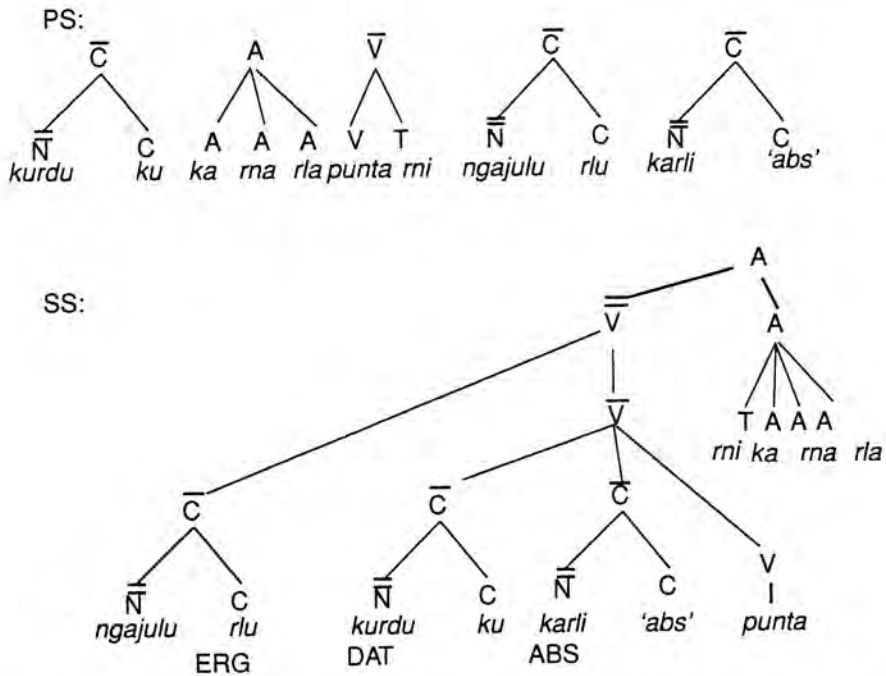 PS:
C̅ A V̅ C̅ C̅
N̿ C A A A V T N̿ C N̿ C
kurdu ku ka rna rla punta rni ngajulu rlu karli 'abs'
A
SS:
V̿ A
V̅ T A A A
rni ka rna rla
C̅ C̅ C̅
N̿ C N̿ C N̿ C V
ngajulu rlu kurdu ku karli 'abs' punta
ERG DAT ABS